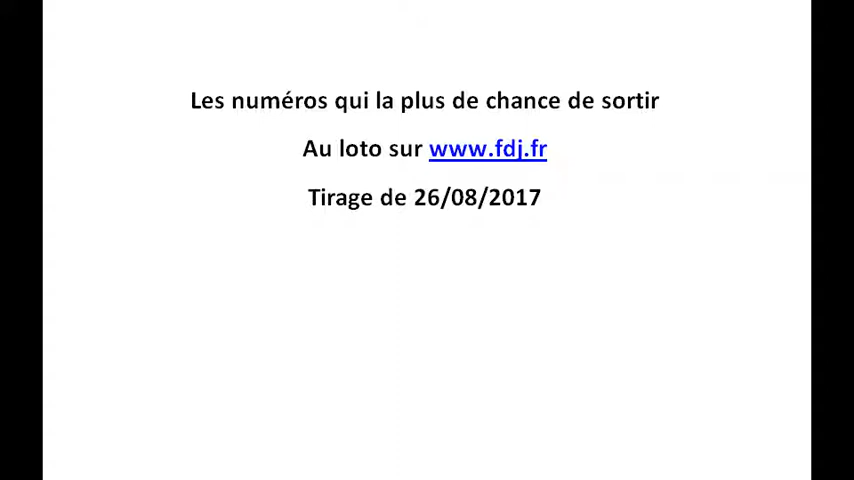 Les numéros qui la plus de chance de sortir
Au loto sur www.fdj.fr
Tirage de 26/08/2017